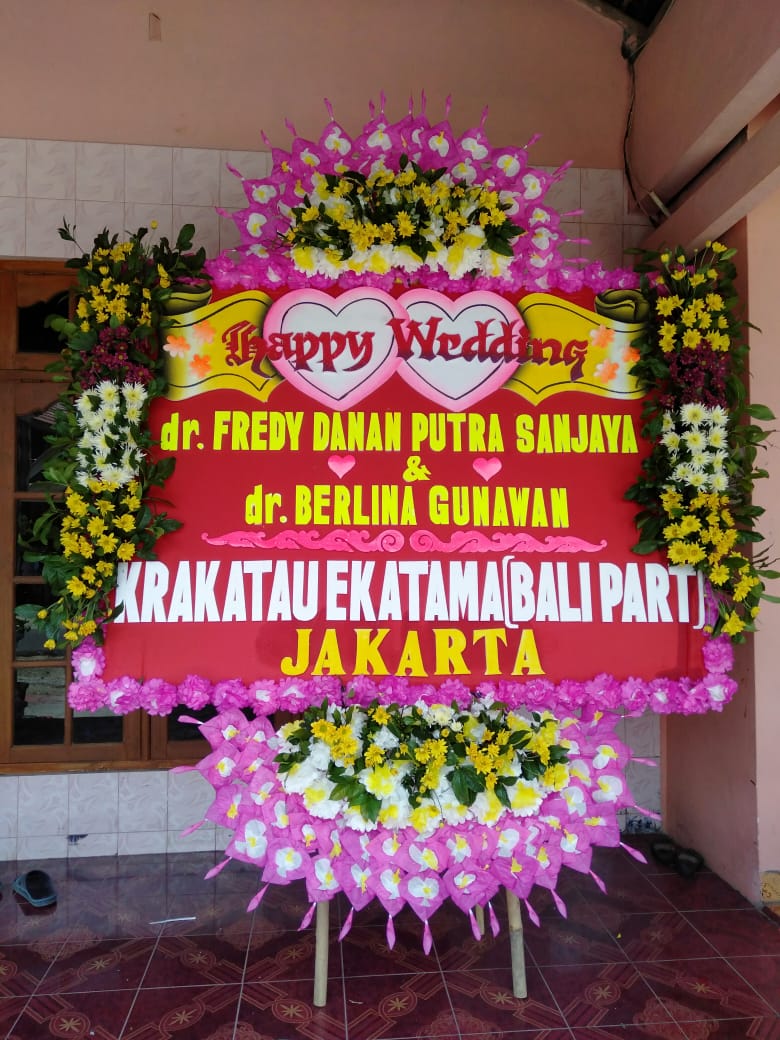 Happy Wedding
dr. FREDY DANAN PUTRA SANJAYA
&
dr. BERLINA GUNAWAN
KRAKATAU EKATAMA (BALI PART)
JAKARTA